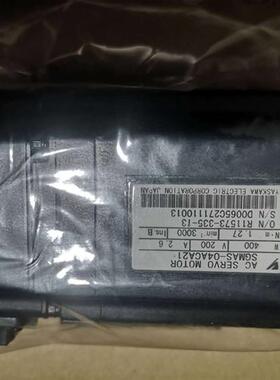 AC SERVO MOTOR
SGMAS-04ACA21
400 W 200 V 2.6 A
1.27 N·m 3000 min⁻¹ Ins.B
O/N R11573-335-13
S/N D0065027110013
YASKAWA ELECTRIC CORPORATION JAPAN